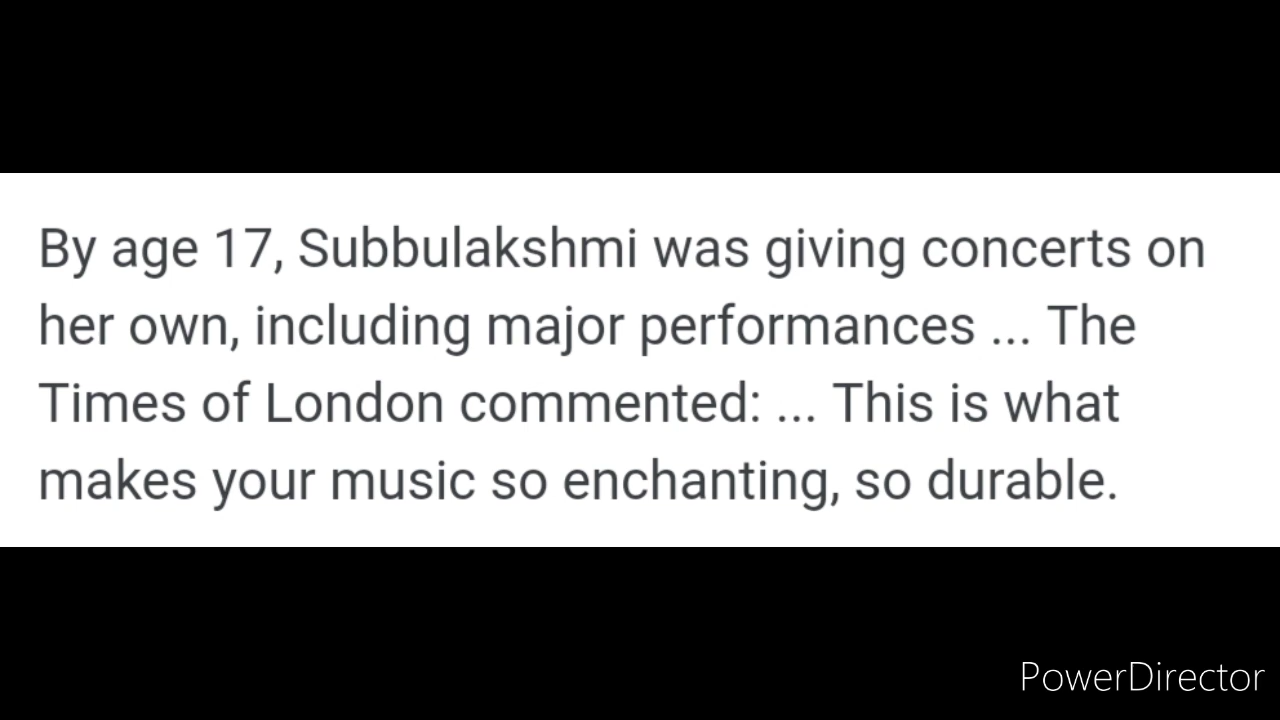 By age 17, Subbulakshmi was giving concerts on
her own, including major performances ... The
Times of London commented: ... This is what
makes your music so enchanting, so durable.
PowerDirector